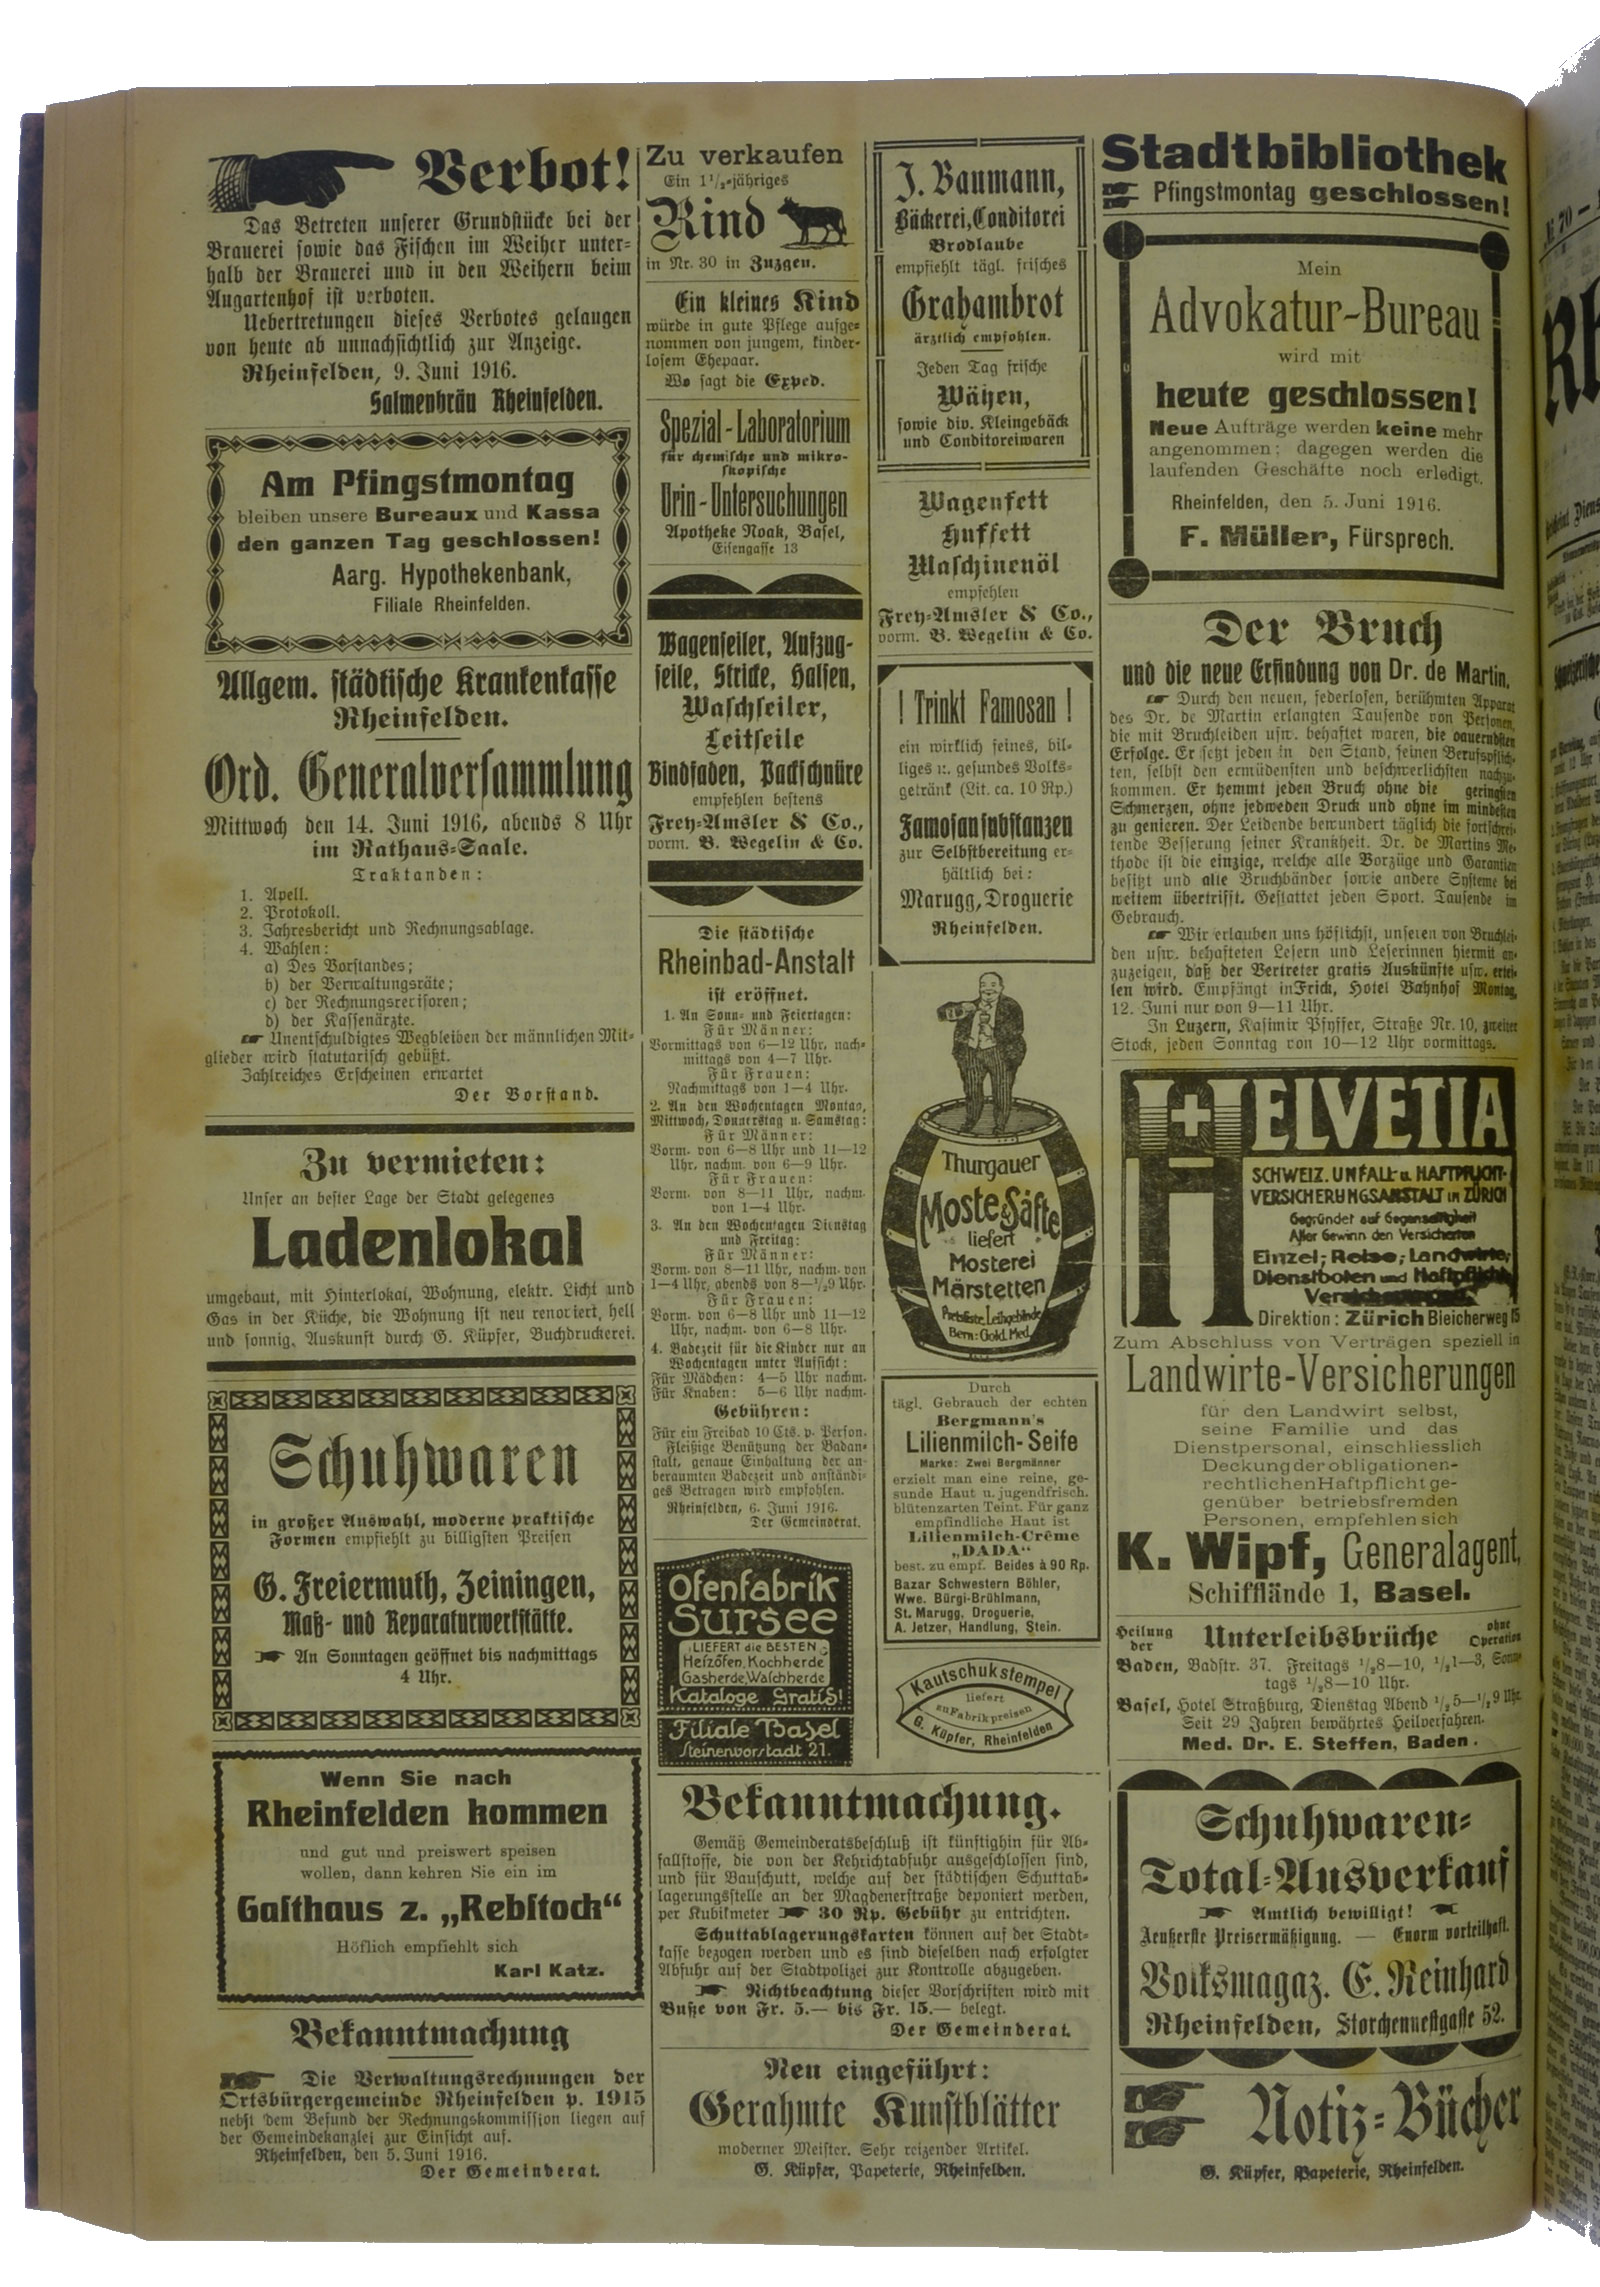 Verbot!
Das Betreten unserer Grundstücke bei der
Brauerei sowie das Fischen im Weiher unter-
halb der Brauerei und in den Weihern beim
Augartenhof ist verboten.
Uebertretungen dieses Verbotes gelangen
von heute ab unnachsichtlich zur Anzeige.
Rheinfelden, 9. Juni 1916.
Salmenbräu Rheinfelden.
Am Pfingstmontag
bleiben unsere Bureaux und Kassa
den ganzen Tag geschlossen!
Aarg. Hypothekenbank,
Filiale Rheinfelden.
Allgem. städtische Krankenkasse
Rheinfelden.
Ord. Generalversammlung
Mittwoch den 14. Juni 1916, abends 8 Uhr
im Rathaus-Saale.
Traktanden:
1. Apell.
2. Protokoll.
3. Jahresbericht und Rechnungsablage.
4. Wahlen:
a) Des Vorstandes;
b) der Verwaltungsräte;
c) der Rechnungsrevisoren;
d) der Kassenärzte.
Unentschuldigtes Wegbleiben der männlichen Mit-
glieder wird statutarisch gebüßt.
Zahlreiches Erscheinen erwartet
Der Vorstand.
Zu vermieten:
Unser an bester Lage der Stadt gelegenes
Ladenlokal
umgebaut, mit Hinterlokal, Wohnung, elektr. Licht und
Gas in der Küche, die Wohnung ist neu renoviert, hell
und sonnig. Auskunft durch G. Küpfer, Buchdruckerei.
Schuhwaren
in großer Auswahl, moderne praktische
Formen empfiehlt zu billigsten Preisen
G. Freiermuth, Zeiningen,
Maß- und Reparaturwerkstätte.
An Sonntagen geöffnet bis nachmittags
4 Uhr.
Wenn Sie nach
Rheinfelden kommen
und gut und preiswert speisen
wollen, dann kehren Sie ein im
Gasthaus z. „Rebstock“
Höflich empfiehlt sich
Karl Katz.
Bekanntmachung
Die Verwaltungsrechnungen der
Ortsbürgergemeinde Rheinfelden p. 1915
nebst dem Befund der Rechnungskommission liegen auf
der Gemeindekanzlei zur Einsicht auf.
Rheinfelden, den 5. Juni 1916.
Der Gemeinderat.
Zu verkaufen
Ein 1½-jähriges
Rind
in Nr. 30 in Zuzgen.
Ein kleines Kind
würde in gute Pflege aufge-
nommen von jungem, kinder-
losem Ehepaar.
Wo sagt die Exped.
Spezial-Laboratorium
für chemische und mikro-
skopische
Urin-Untersuchungen
Apotheke Noak, Basel,
Eisengasse 13
Wagenseiler, Aufzug-
seile, Stricke, Halsen,
Waschseiler,
Leitseile
Bindfaden, Packschnüre
empfehlen bestens
Frey-Amsler & Co.,
vorm. B. Wegelin & Co.
Die städtische
Rheinbad-Anstalt
ist eröffnet.
1. An Sonn- und Feiertagen:
Für Männer:
Vormittags von 6—12 Uhr, nach-
mittags von 4—7 Uhr.
Für Frauen:
Nachmittags von 1—4 Uhr.
2. An den Wochentagen Montag,
Mittwoch, Donnerstag u. Samstag:
Für Männer:
Vorm. von 6—8 Uhr und 11—12
Uhr, nachm. von 6—9 Uhr.
Für Frauen:
Vorm. von 8—11 Uhr, nachm.
von 1—4 Uhr.
3. An den Wochentagen Dienstag
und Freitag:
Für Männer:
Vorm. von 8—11 Uhr, nachm. von
1—4 Uhr, abends von 8—½9 Uhr.
Für Frauen:
Vorm. von 6—8 Uhr und 11—12
Uhr, nachm. von 6—8 Uhr.
4. Badezeit für die Kinder nur an
Wochentagen unter Aufsicht:
Für Mädchen: 4—5 Uhr nachm.
Für Knaben: 5—6 Uhr nachm.
Gebühren:
Für ein Freibad 10 Cts. p. Person.
Fleißige Benützung der Badan-
stalt, genaue Einhaltung der an-
beraumten Badezeit und anständi-
ges Betragen wird empfohlen.
Rheinfelden, 6. Juni 1916.
Der Gemeinderat.
Ofenfabrik
Sursee
LIEFERT die BESTEN
Heizöfen, Kochherde
Gasherde, Waschherde
Kataloge Gratis!
Filiale Basel
Steinenvorstadt 21.
J. Baumann,
Bäckerei, Conditorei
Brodlaube
empfiehlt tägl. frisches
Grahambrot
ärztlich empfohlen.
Jeden Tag frische
Wähen,
sowie div. Kleingebäck
und Conditoreiwaren
Wagenfett
Huffett
Maschinenöl
empfehlen
Frey-Amsler & Co.,
vorm. B. Wegelin & Co.
! Trinkt Famosan !
ein wirklich feines, bil-
liges u. gesundes Volks-
getränk (Lit. ca. 10 Rp.)
Famosansubstanzen
zur Selbstbereitung er-
hältlich bei:
Marugg, Droguerie
Rheinfelden.
Thurgauer
Moste & Säfte
liefert
Mosterei
Märstetten
Preisliste, Leihgebinde
Bern: Gold. Med.
Durch
tägl. Gebrauch der echten
Bergmann's
Lilienmilch-Seife
Marke: Zwei Bergmänner
erzielt man eine reine, ge-
sunde Haut u. jugendfrisch.
blütenzarten Teint. Für ganz
empfindliche Haut ist
Lilienmilch-Crême
„DADA“
best. zu empf. Beides à 90 Rp.
Bazar Schwestern Böhler,
Wwe. Bürgi-Brühlmann,
St. Marugg, Droguerie,
A. Jetzer, Handlung, Stein.
Kautschukstempel
liefert
zu Fabrikpreisen
G. Küpfer, Rheinfelden
Bekanntmachung.
Gemäß Gemeinderatsbeschluß ist künftighin für Ab-
fallstoffe, die von der Kehrichtabfuhr ausgeschlossen sind,
und für Bauschutt, welche auf der städtischen Schuttab-
lagerungsstelle an der Magdenerstraße deponiert werden,
per Kubikmeter 30 Rp. Gebühr zu entrichten.
Schuttablagerungskarten können auf der Stadt-
kasse bezogen werden und es sind dieselben nach erfolgter
Abfuhr auf der Stadtpolizei zur Kontrolle abzugeben.
Nichtbeachtung dieser Vorschriften wird mit
Buße von Fr. 5.— bis Fr. 15.— belegt.
Der Gemeinderat.
Neu eingeführt:
Gerahmte Kunstblätter
moderner Meister. Sehr reizender Artikel.
G. Küpfer, Papeterie, Rheinfelden.
Stadtbibliothek
Pfingstmontag geschlossen!
Mein
Advokatur-Bureau
wird mit
heute geschlossen!
Neue Aufträge werden keine mehr
angenommen; dagegen werden die
laufenden Geschäfte noch erledigt.
Rheinfelden, den 5. Juni 1916.
F. Müller, Fürsprech.
Der Bruch
und die neue Erfindung von Dr. de Martin.
Durch den neuen, federlosen, berühmten Apparat
des Dr. de Martin erlangten Tausende von Personen,
die mit Bruchleiden usw. behaftet waren, die dauerndsten
Erfolge. Er setzt jeden in den Stand, seinen Berufspflich-
ten, selbst den ermüdensten und beschwerlichsten nachzu-
kommen. Er hemmt jeden Bruch ohne die geringsten
Schmerzen, ohne jedweden Druck und ohne im mindesten
zu genieren. Der Leidende bewundert täglich die fortschrei-
tende Besserung seiner Krankheit. Dr. de Martins Me-
thode ist die einzige, welche alle Vorzüge und Garantien
besitzt und alle Bruchbänder sowie andere Systeme bei
weitem übertrifft. Gestattet jeden Sport. Tausende im
Gebrauch.
Wir erlauben uns höflichst, unseren von Bruchlei-
den usw. behafteten Lesern und Leserinnen hiermit an-
zuzeigen, daß der Vertreter gratis Auskünfte usw. ertei-
len wird. Empfängt in Frick, Hotel Bahnhof Montag,
12. Juni nur von 9—11 Uhr.
In Luzern, Kasimir Pfyffer, Straße Nr. 10, zweiter
Stock, jeden Sonntag von 10—12 Uhr vormittags.
HELVETIA
SCHWEIZ. UNFALL- u. HAFTPFLICHT-
VERSICHERUNGSANSTALT IN ZÜRICH
Gegründet auf Gegenseitigkeit
Aller Gewinn den Versicherten
Einzel-, Reise-, Landwirte-,
Dienstboten und Haftpflicht-
Versicherungen.
Direktion: Zürich Bleicherweg 15
Zum Abschluss von Verträgen speziell in
Landwirte-Versicherungen
für den Landwirt selbst,
seine Familie und das
Dienstpersonal, einschliesslich
Deckung der obligationen-
rechtlichen Haftpflicht ge-
genüber betriebsfremden
Personen, empfehlen sich
K. Wipf, Generalagent,
Schifflände 1, Basel.
Heilung der Unterleibsbrüche ohne Operation
Baden, Badstr. 37. Freitags ½8—10, ½1—3, Sonn-
tags ½8—10 Uhr.
Basel, Hotel Straßburg, Dienstag Abend ½5—½9 Uhr.
Seit 29 Jahren bewährtes Heilverfahren.
Med. Dr. E. Steffen, Baden.
Schuhwaren-
Total-Ausverkauf
Amtlich bewilligt!
Aeußerste Preisermäßigung. — Enorm vorteilhaft.
Volksmagaz. E. Reinhard
Rheinfelden, Storchennestgasse 52.
Notiz-Bücher
G. Küpfer, Papeterie, Rheinfelden.
№ 70